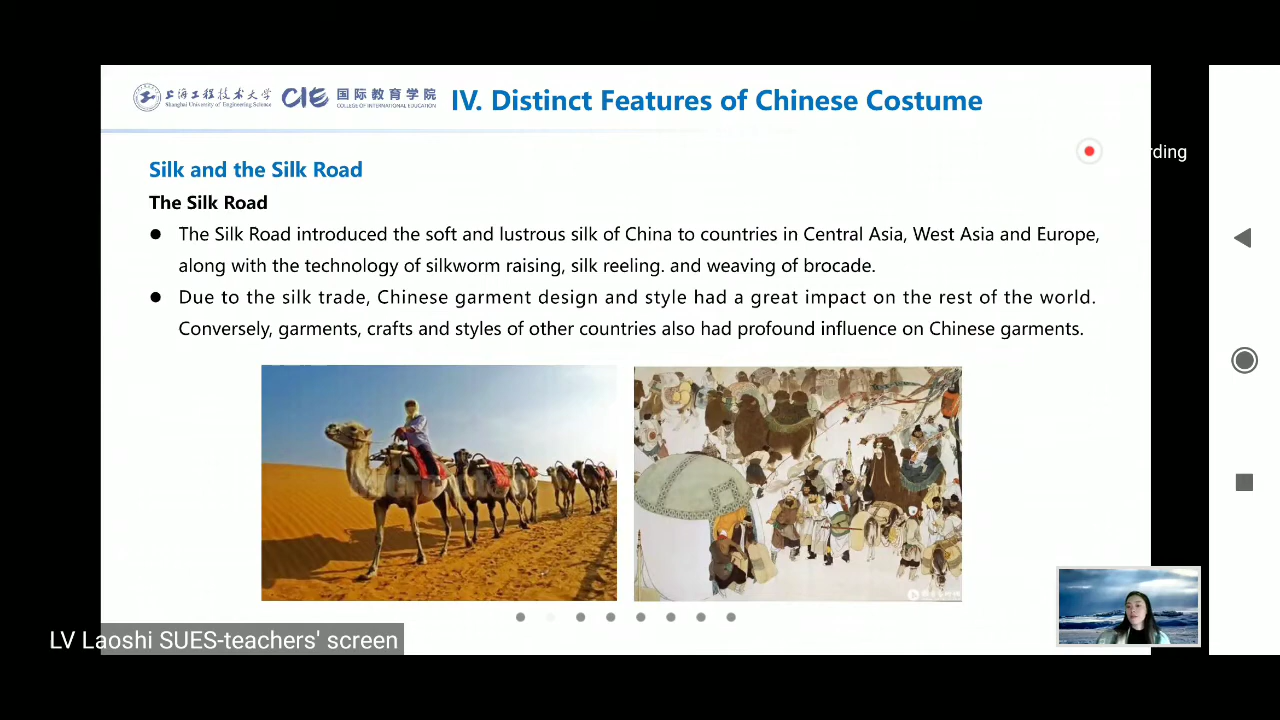 上海工程技术大学
Shanghai University of Engineering Science
CIE 国际教育学院
COLLEGE OF INTERNATIONAL EDUCATION
IV. Distinct Features of Chinese Costume
rding
Silk and the Silk Road
The Silk Road
● The Silk Road introduced the soft and lustrous silk of China to countries in Central Asia, West Asia and Europe,
along with the technology of silkworm raising, silk reeling. and weaving of brocade.
● Due to the silk trade, Chinese garment design and style had a great impact on the rest of the world.
Conversely, garments, crafts and styles of other countries also had profound influence on Chinese garments.
LV Laoshi SUES-teachers' screen